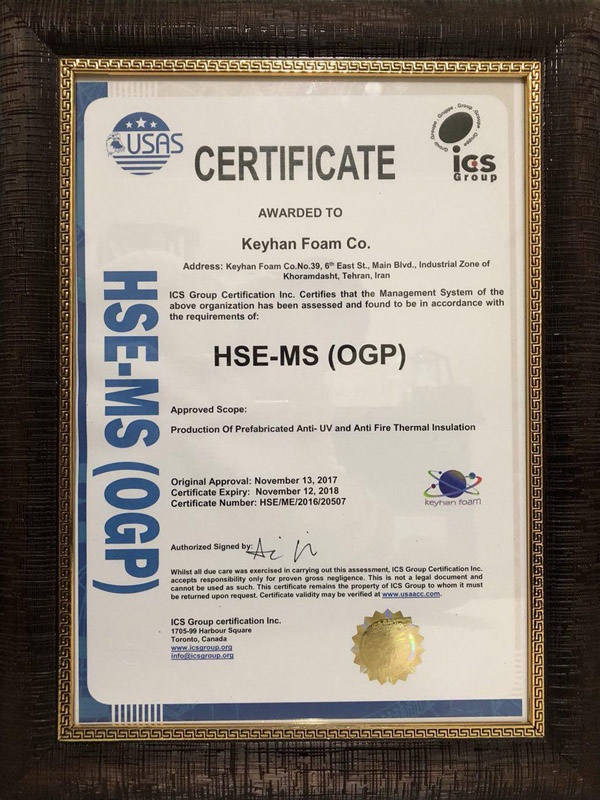 USAS
Group Gruppe Groupe Group Gruppe
ics
Group
CERTIFICATE
AWARDED TO
Keyhan Foam Co.
Address: Keyhan Foam Co.No.39, 6th East St., Main Blvd., Industrial Zone of
Khoramdasht, Tehran, Iran
ICS Group Certification Inc. Certifies that the Management System of the
above organization has been assessed and found to be in accordance with
the requirements of:
HSE-MS (OGP)
HSE-MS (OGP)
Approved Scope:
Production Of Prefabricated Anti- UV and Anti Fire Thermal Insulation
Original Approval: November 13, 2017
Certificate Expiry: November 12, 2018
Certificate Number: HSE/ME/2016/20507
keyhan foam
Authorized Signed by:
Whilst all due care was exercised in carrying out this assessment, ICS Group Certification Inc.
accepts responsibility only for proven gross negligence. This is not a legal document and
cannot be used as such. This certificate remains the property of ICS Group to whom it must
be returned upon request. Certificate validity may be verified at www.usaacc.com.
ICS Group certification Inc.
1705-99 Harbour Square
Toronto, Canada
www.icsgroup.org
info@icsgroup.org